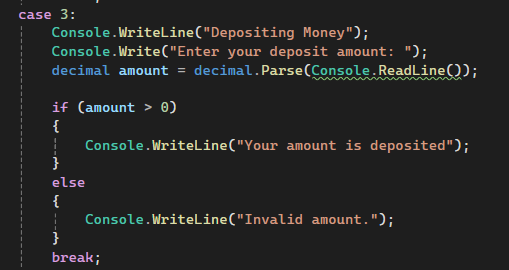 case 3:
Console.WriteLine("Depositing Money");
Console.Write("Enter your deposit amount: ");
decimal amount = decimal.Parse(Console.ReadLine());
if (amount > 0)
{
Console.WriteLine("Your amount is deposited");
}
else
{
Console.WriteLine("Invalid amount.");
}
break;